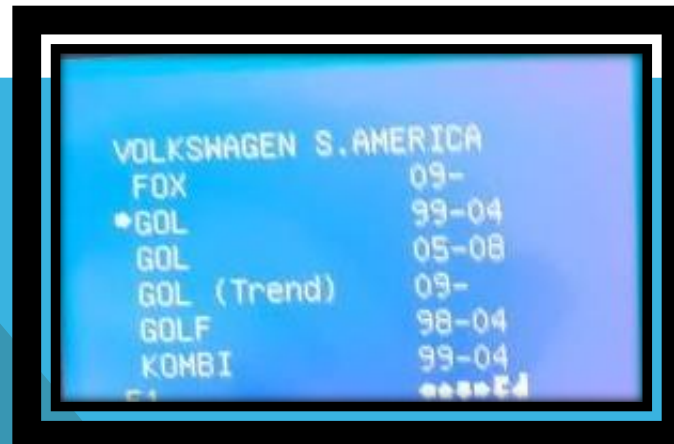 VOLKSWAGEN S.AMERICA
FOX 09-
GOL 99-04
GOL 05-08
GOL (Trend) 09-
GOLF 98-04
KOMBI 99-04